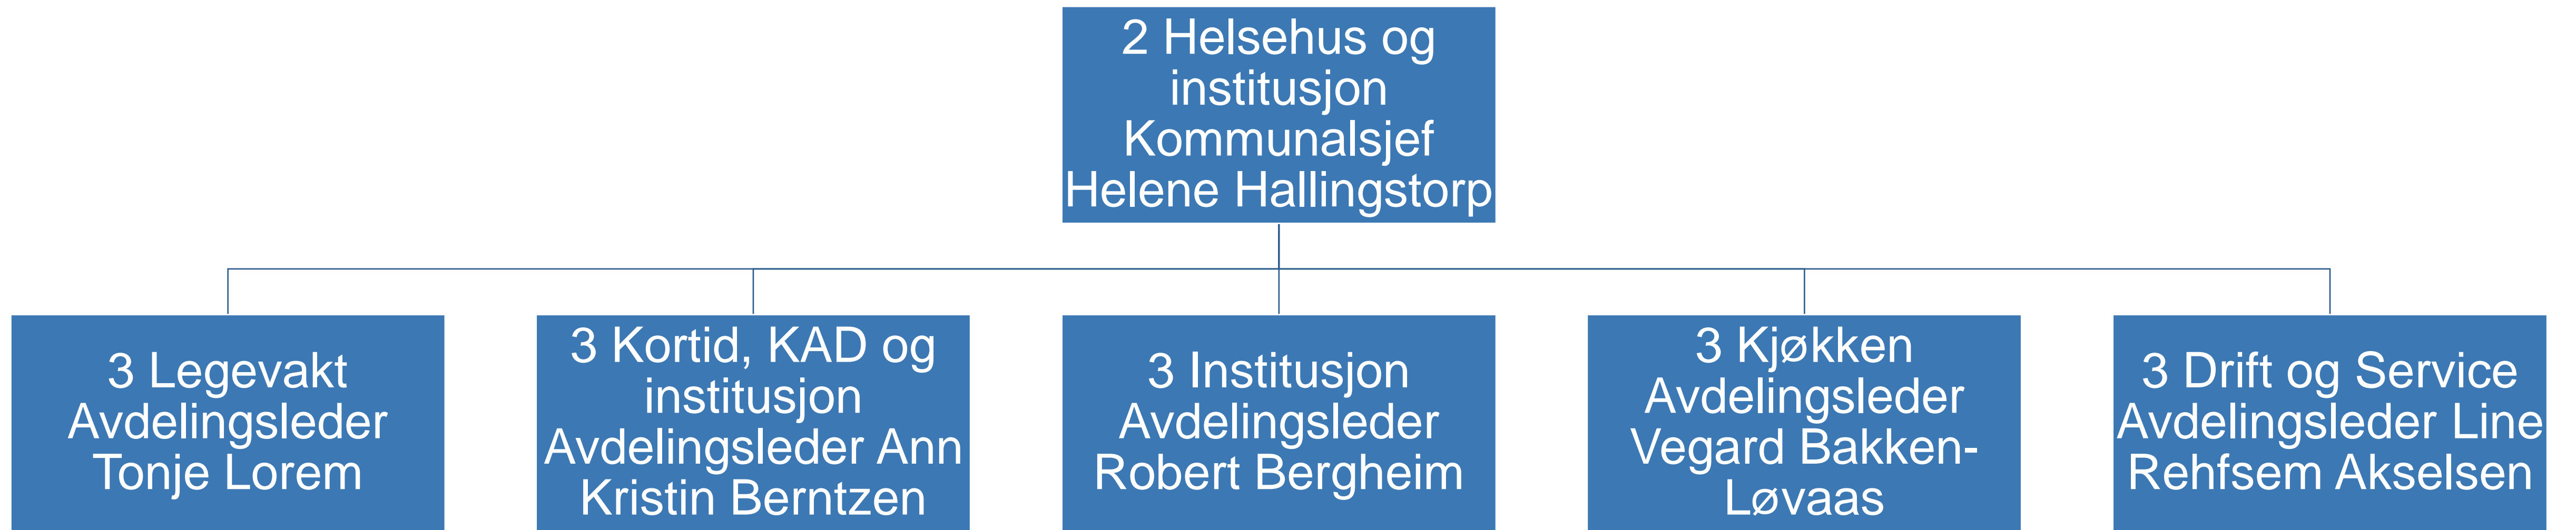 2 Helsehus og
institusjon
Kommunalsjef
Helene Hallingstorp
3 Legevakt
Avdelingsleder
Tonje Lorem
3 Kortid, KAD og
institusjon
Avdelingsleder Ann
Kristin Berntzen
3 Institusjon
Avdelingsleder
Robert Bergheim
3 Kjøkken
Avdelingsleder
Vegard Bakken-
Løvaas
3 Drift og Service
Avdelingsleder Line
Rehfsem Akselsen